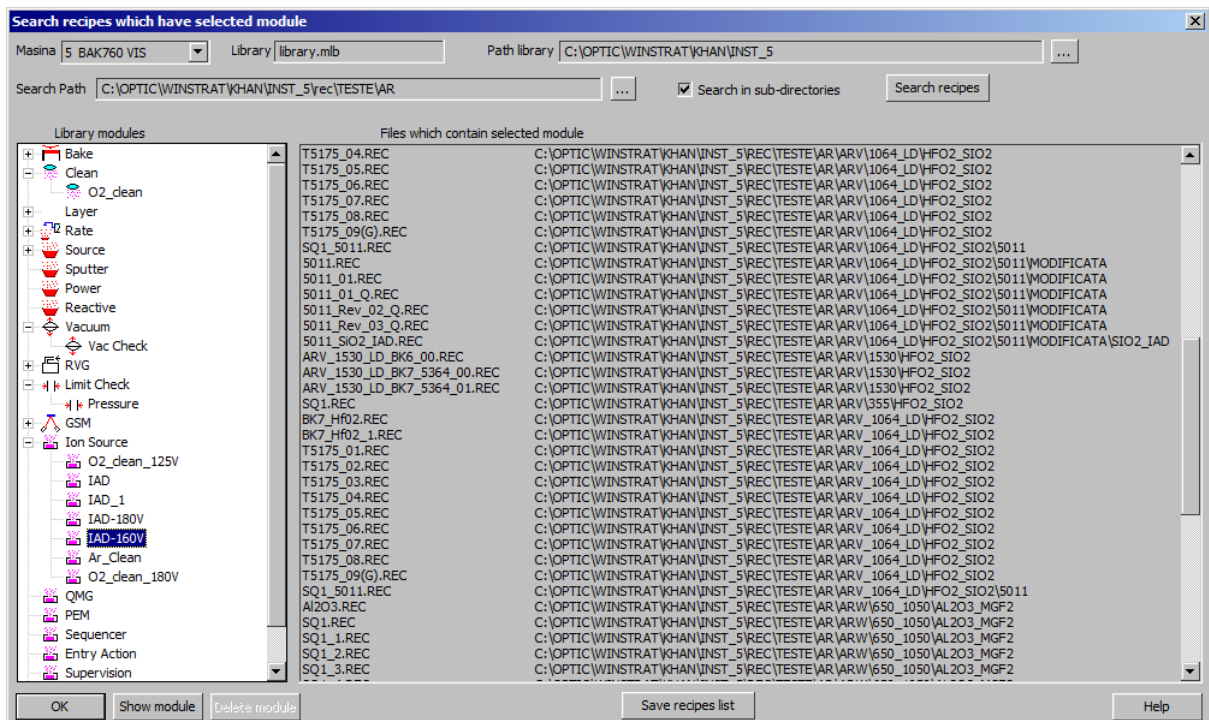 Search recipes which have selected module
Masina 5 BAK760 VIS Library library.mlb Path library C:\OPTIC\WINSTRAT\KHAN\INST_5 ...
Search Path C:\OPTIC\WINSTRAT\KHAN\INST_5\rec\TESTE\AR ... Search in sub-directories Search recipes
Library modules
Bake
Clean
O2_clean
Layer
Rate
Source
Sputter
Power
Reactive
Vacuum
Vac Check
RVG
Limit Check
Pressure
GSM
Ion Source
O2_clean_125V
IAD
IAD_1
IAD-180V
IAD-160V
Ar_Clean
O2_clean_180V
QMG
PEM
Sequencer
Entry Action
Supervision
Files which contain selected module
T5175_04.REC C:\OPTIC\WINSTRAT\KHAN\INST_5\REC\TESTE\AR\ARV\1064_LD\HFO2_SIO2
T5175_05.REC C:\OPTIC\WINSTRAT\KHAN\INST_5\REC\TESTE\AR\ARV\1064_LD\HFO2_SIO2
T5175_06.REC C:\OPTIC\WINSTRAT\KHAN\INST_5\REC\TESTE\AR\ARV\1064_LD\HFO2_SIO2
T5175_07.REC C:\OPTIC\WINSTRAT\KHAN\INST_5\REC\TESTE\AR\ARV\1064_LD\HFO2_SIO2
T5175_08.REC C:\OPTIC\WINSTRAT\KHAN\INST_5\REC\TESTE\AR\ARV\1064_LD\HFO2_SIO2
T5175_09(G).REC C:\OPTIC\WINSTRAT\KHAN\INST_5\REC\TESTE\AR\ARV\1064_LD\HFO2_SIO2
SQ1_5011.REC C:\OPTIC\WINSTRAT\KHAN\INST_5\REC\TESTE\AR\ARV\1064_LD\HFO2_SIO2\5011
5011.REC C:\OPTIC\WINSTRAT\KHAN\INST_5\REC\TESTE\AR\ARV\1064_LD\HFO2_SIO2\5011\MODIFICATA
5011_01.REC C:\OPTIC\WINSTRAT\KHAN\INST_5\REC\TESTE\AR\ARV\1064_LD\HFO2_SIO2\5011\MODIFICATA
5011_01_Q.REC C:\OPTIC\WINSTRAT\KHAN\INST_5\REC\TESTE\AR\ARV\1064_LD\HFO2_SIO2\5011\MODIFICATA
5011_Rev_02_Q.REC C:\OPTIC\WINSTRAT\KHAN\INST_5\REC\TESTE\AR\ARV\1064_LD\HFO2_SIO2\5011\MODIFICATA
5011_Rev_03_Q.REC C:\OPTIC\WINSTRAT\KHAN\INST_5\REC\TESTE\AR\ARV\1064_LD\HFO2_SIO2\5011\MODIFICATA
5011_SiO2_IAD.REC C:\OPTIC\WINSTRAT\KHAN\INST_5\REC\TESTE\AR\ARV\1064_LD\HFO2_SIO2\5011\MODIFICATA\SIO2_IAD
ARV_1530_LD_BK6_00.REC C:\OPTIC\WINSTRAT\KHAN\INST_5\REC\TESTE\AR\ARV\1530\HFO2_SIO2
ARV_1530_LD_BK7_5364_00.REC C:\OPTIC\WINSTRAT\KHAN\INST_5\REC\TESTE\AR\ARV\1530\HFO2_SIO2
ARV_1530_LD_BK7_5364_01.REC C:\OPTIC\WINSTRAT\KHAN\INST_5\REC\TESTE\AR\ARV\1530\HFO2_SIO2
SQ1.REC C:\OPTIC\WINSTRAT\KHAN\INST_5\REC\TESTE\AR\ARV\355\HFO2_SIO2
BK7_Hf02.REC C:\OPTIC\WINSTRAT\KHAN\INST_5\REC\TESTE\AR\ARV_1064_LD\HFO2_SIO2
BK7_Hf02_1.REC C:\OPTIC\WINSTRAT\KHAN\INST_5\REC\TESTE\AR\ARV_1064_LD\HFO2_SIO2
T5175_01.REC C:\OPTIC\WINSTRAT\KHAN\INST_5\REC\TESTE\AR\ARV_1064_LD\HFO2_SIO2
T5175_02.REC C:\OPTIC\WINSTRAT\KHAN\INST_5\REC\TESTE\AR\ARV_1064_LD\HFO2_SIO2
T5175_03.REC C:\OPTIC\WINSTRAT\KHAN\INST_5\REC\TESTE\AR\ARV_1064_LD\HFO2_SIO2
T5175_04.REC C:\OPTIC\WINSTRAT\KHAN\INST_5\REC\TESTE\AR\ARV_1064_LD\HFO2_SIO2
T5175_05.REC C:\OPTIC\WINSTRAT\KHAN\INST_5\REC\TESTE\AR\ARV_1064_LD\HFO2_SIO2
T5175_06.REC C:\OPTIC\WINSTRAT\KHAN\INST_5\REC\TESTE\AR\ARV_1064_LD\HFO2_SIO2
T5175_07.REC C:\OPTIC\WINSTRAT\KHAN\INST_5\REC\TESTE\AR\ARV_1064_LD\HFO2_SIO2
T5175_08.REC C:\OPTIC\WINSTRAT\KHAN\INST_5\REC\TESTE\AR\ARV_1064_LD\HFO2_SIO2
T5175_09(G).REC C:\OPTIC\WINSTRAT\KHAN\INST_5\REC\TESTE\AR\ARV_1064_LD\HFO2_SIO2
SQ1_5011.REC C:\OPTIC\WINSTRAT\KHAN\INST_5\REC\TESTE\AR\ARV_1064_LD\HFO2_SIO2\5011
Al2O3.REC C:\OPTIC\WINSTRAT\KHAN\INST_5\REC\TESTE\AR\ARW\650_1050\AL2O3_MGF2
SQ1.REC C:\OPTIC\WINSTRAT\KHAN\INST_5\REC\TESTE\AR\ARW\650_1050\AL2O3_MGF2
SQ1_1.REC C:\OPTIC\WINSTRAT\KHAN\INST_5\REC\TESTE\AR\ARW\650_1050\AL2O3_MGF2
SQ1_2.REC C:\OPTIC\WINSTRAT\KHAN\INST_5\REC\TESTE\AR\ARW\650_1050\AL2O3_MGF2
SQ1_3.REC C:\OPTIC\WINSTRAT\KHAN\INST_5\REC\TESTE\AR\ARW\650_1050\AL2O3_MGF2
OK Show module Delete module Save recipes list Help